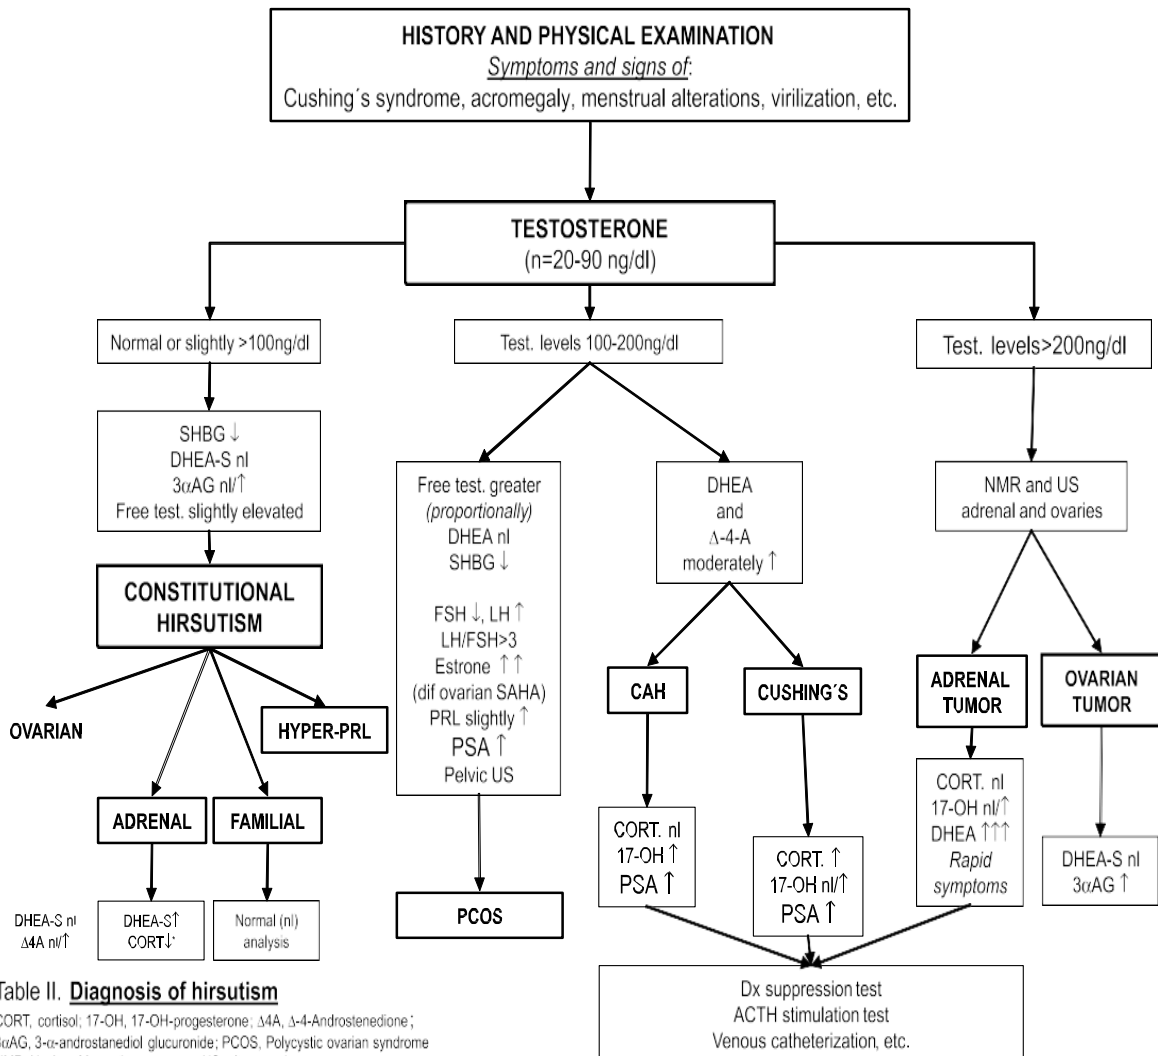 HISTORY AND PHYSICAL EXAMINATION
Symptoms and signs of:
Cushing´s syndrome, acromegaly, menstrual alterations, virilization, etc.
TESTOSTERONE
(n=20-90 ng/dl)
Normal or slightly >100ng/dl
Test. levels 100-200ng/dl
Test. levels>200ng/dl
SHBG ↓
DHEA-S nl
3αAG nl/↑
Free test. slightly elevated
Free test. greater
(proportionally)
DHEA nl
SHBG ↓
FSH ↓, LH ↑
LH/FSH>3
Estrone ↑ ↑
(dif ovarian SAHA)
PRL slightly ↑
PSA ↑
Pelvic US
DHEA
and
Δ-4-A
moderately ↑
NMR and US
adrenal and ovaries
CONSTITUTIONAL
HIRSUTISM
CAH
CUSHING´S
ADRENAL
TUMOR
OVARIAN
TUMOR
OVARIAN
HYPER-PRL
ADRENAL
FAMILIAL
CORT. nl
17-OH ↑
PSA ↑
CORT. ↑
17-OH nl/↑
PSA ↑
CORT. nl
17-OH nl/↑
DHEA ↑↑↑
Rapid
symptoms
DHEA-S nl
3αAG ↑
PCOS
DHEA-S nl
Δ4A nl/↑
DHEA-S↑
CORT↓*
Normal (nl)
analysis
Dx suppression test
ACTH stimulation test
Venous catheterization, etc.
Table II. Diagnosis of hirsutism
CORT, cortisol; 17-OH, 17-OH-progesterone; Δ4A, Δ-4-Androstenedione;
3αAG, 3-α-androstanediol glucuronide; PCOS, Polycystic ovarian syndrome